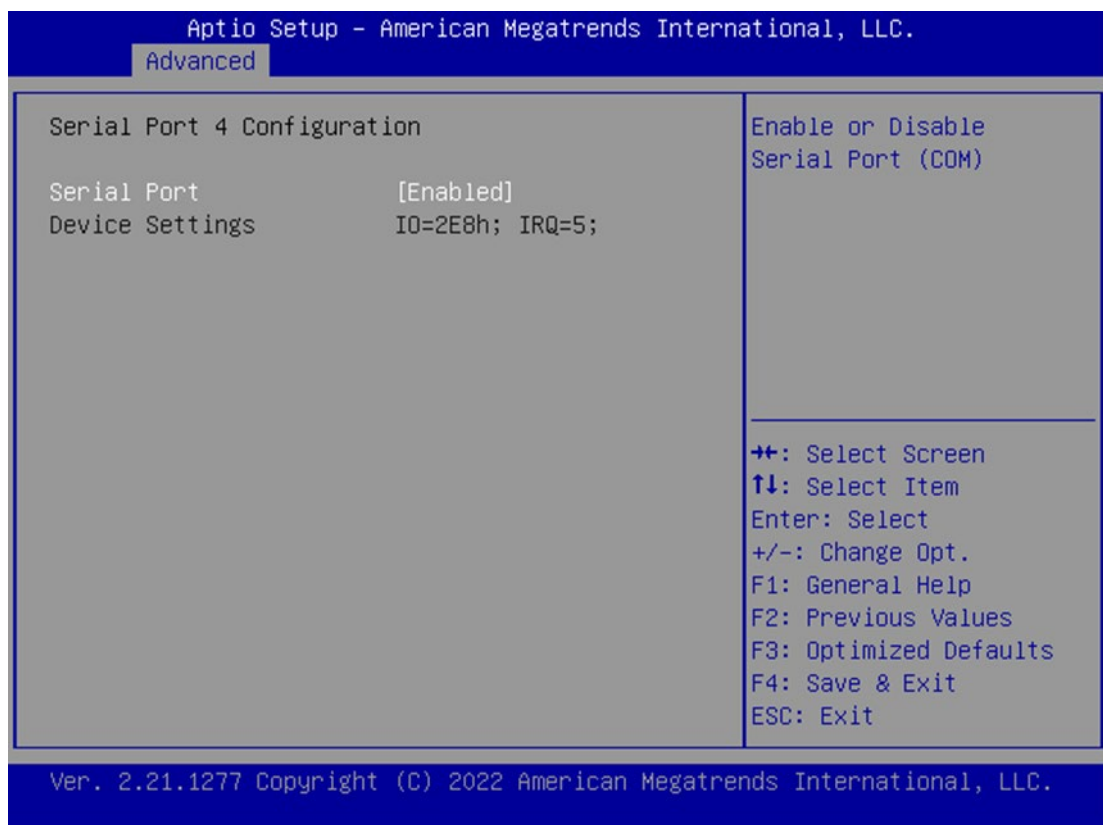 Aptio Setup – American Megatrends International, LLC.
Advanced
Serial Port 4 Configuration
Serial Port [Enabled]
Device Settings IO=2E8h; IRQ=5;
Enable or Disable
Serial Port (COM)
→←: Select Screen
↑↓: Select Item
Enter: Select
+/-: Change Opt.
F1: General Help
F2: Previous Values
F3: Optimized Defaults
F4: Save & Exit
ESC: Exit
Ver. 2.21.1277 Copyright (C) 2022 American Megatrends International, LLC.